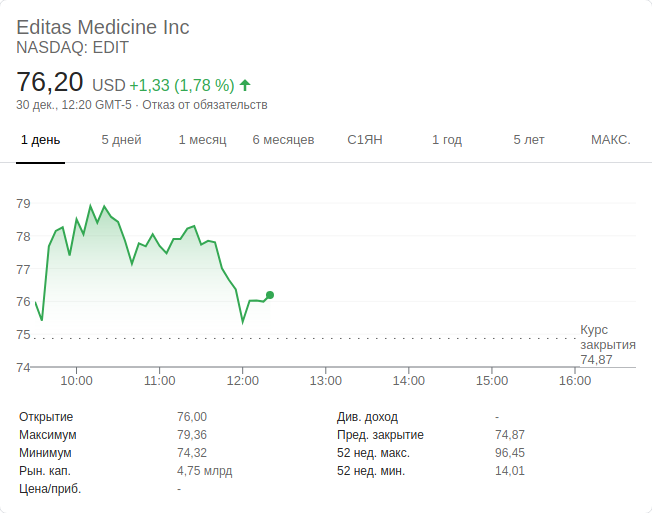 Editas Medicine Inc
NASDAQ: EDIT
76,20 USD +1,33 (1,78 %)
30 дек., 12:20 GMT-5 · Отказ от обязательств
1 день 5 дней 1 месяц 6 месяцев С1ЯН 1 год 5 лет МАКС.
79
78
77
76
75
74
Курс
закрытия
74,87
10:00 11:00 12:00 13:00 14:00 15:00 16:00
Открытие 76,00
Максимум 79,36
Минимум 74,32
Рын. кап. 4,75 млрд
Цена/приб. -
Див. доход -
Пред. закрытие 74,87
52 нед. макс. 96,45
52 нед. мин. 14,01